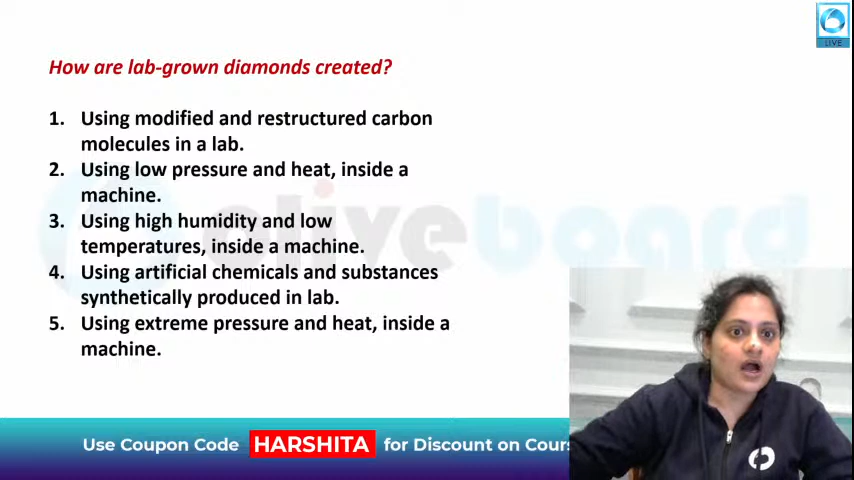 LIVE
How are lab-grown diamonds created?
1. Using modified and restructured carbon
molecules in a lab.
2. Using low pressure and heat, inside a
machine.
3. Using high humidity and low
temperatures, inside a machine.
4. Using artificial chemicals and substances
synthetically produced in lab.
5. Using extreme pressure and heat, inside a
machine.
oliveboard
Use Coupon Code HARSHITA for Discount on Cours